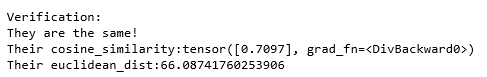 Verification:
They are the same!
Their cosine_similarity:tensor([0.7097], grad_fn=<DivBackward0>)
Their euclidean_dist:66.08741760253906